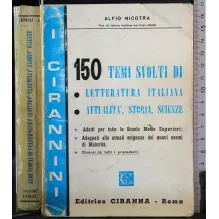 ALFIO NICOTRA
I CIRANNINI
150 TEMI SVOLTI DI
• LETTERATURA ITALIANA
• ATTUALITA', STORIA, SCIENZE
• Adatti per tutte le Scuole Medie Superiori;
• Adeguati alle attuali esigenze dei nuovi esami
di Maturità.
• Diversi da tutti i precedenti.
Editrice CIRANNA - Roma